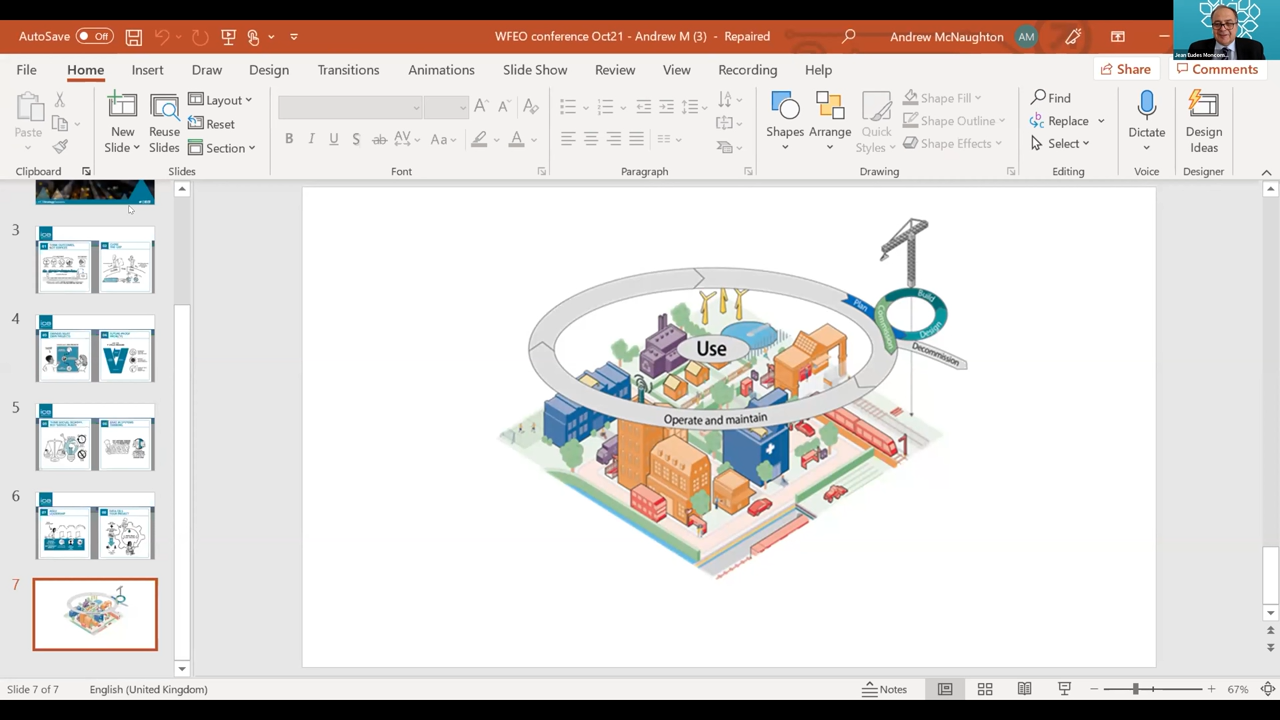 AutoSave Off
WFEO conference Oct21 - Andrew M (3) - Repaired
Andrew McNaughton AM
File Home Insert Draw Design Transitions Animations Slide Show Review View Recording Help
Share Comments
Paste
New
Slide
Reuse
Slides
Layout
Reset
Section
Shapes
Arrange
Quick
Styles
Shape Fill
Shape Outline
Shape Effects
Find
Replace
Select
Dictate
Design
Ideas
Clipboard Slides Font Paragraph Drawing Editing Voice Designer
3
4
5
6
7
Plan
Build
Design
Commission
Decommission
Use
Operate and maintain
Slide 7 of 7
English (United Kingdom)
Notes
67%